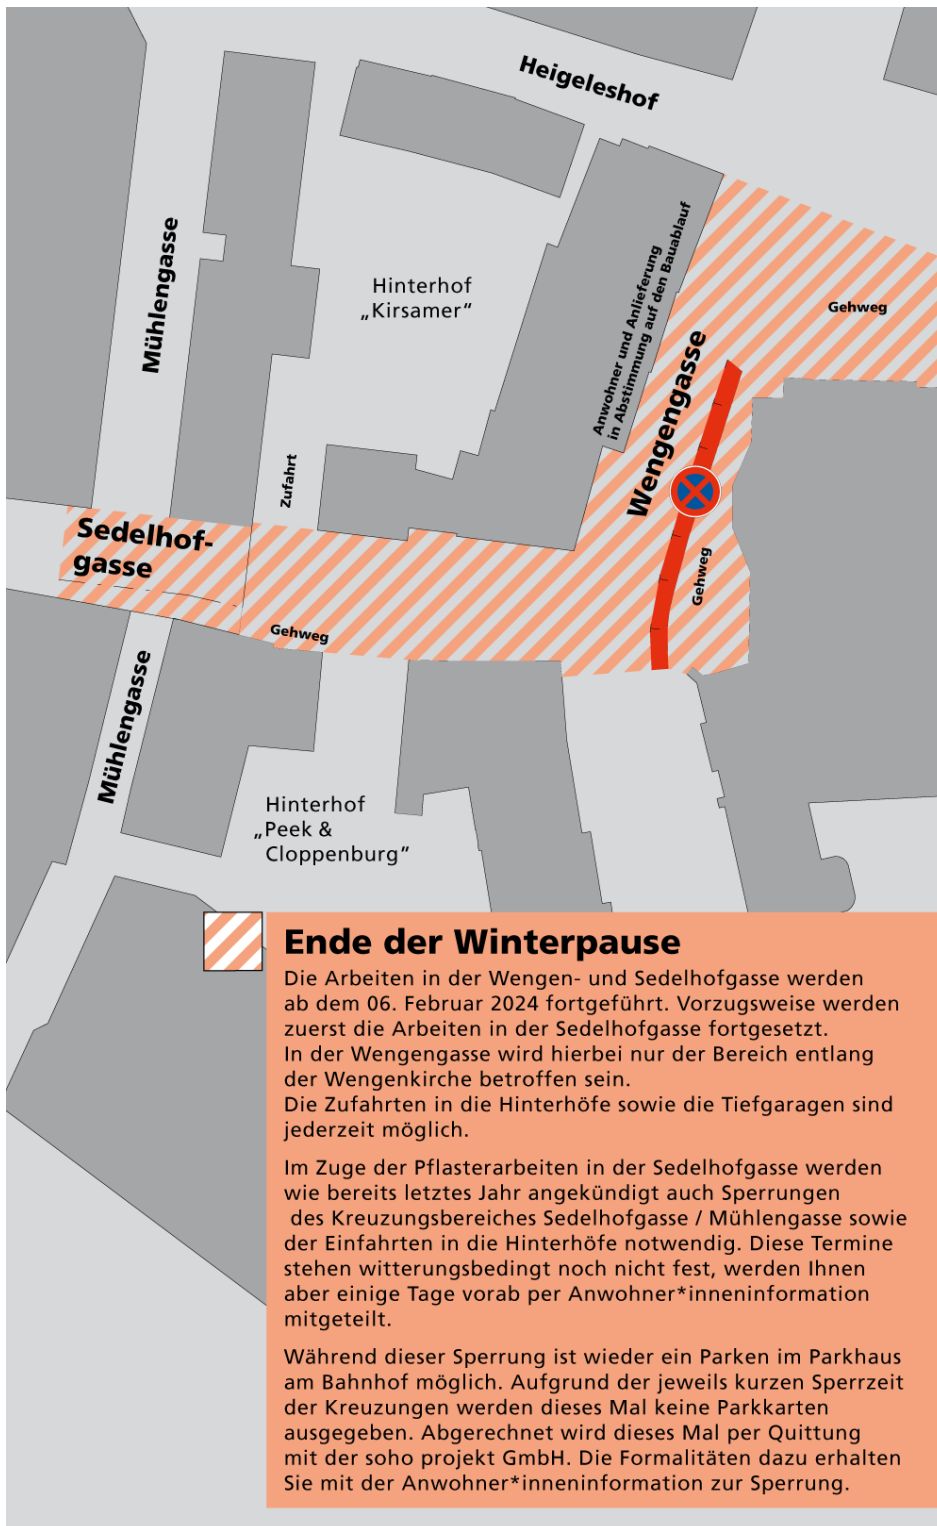 Heigeleshof
Mühlengasse
Hinterhof
„Kirsamer“
Anwohner und Anlieferung
in Abstimmung auf den Bauablauf
Gehweg
Wengengasse
Zufahrt
Sedelhof-
gasse
Gehweg
Gehweg
Mühlengasse
Hinterhof
„Peek &
Cloppenburg“
Ende der Winterpause
Die Arbeiten in der Wengen- und Sedelhofgasse werden
ab dem 06. Februar 2024 fortgeführt. Vorzugsweise werden
zuerst die Arbeiten in der Sedelhofgasse fortgesetzt.
In der Wengengasse wird hierbei nur der Bereich entlang
der Wengenkirche betroffen sein.
Die Zufahrten in die Hinterhöfe sowie die Tiefgaragen sind
jederzeit möglich.
Im Zuge der Pflasterarbeiten in der Sedelhofgasse werden
wie bereits letztes Jahr angekündigt auch Sperrungen
des Kreuzungsbereiches Sedelhofgasse / Mühlengasse sowie
der Einfahrten in die Hinterhöfe notwendig. Diese Termine
stehen witterungsbedingt noch nicht fest, werden Ihnen
aber einige Tage vorab per Anwohner*inneninformation
mitgeteilt.
Während dieser Sperrung ist wieder ein Parken im Parkhaus
am Bahnhof möglich. Aufgrund der jeweils kurzen Sperrzeit
der Kreuzungen werden dieses Mal keine Parkkarten
ausgegeben. Abgerechnet wird dieses Mal per Quittung
mit der soho projekt GmbH. Die Formalitäten dazu erhalten
Sie mit der Anwohner*inneninformation zur Sperrung.